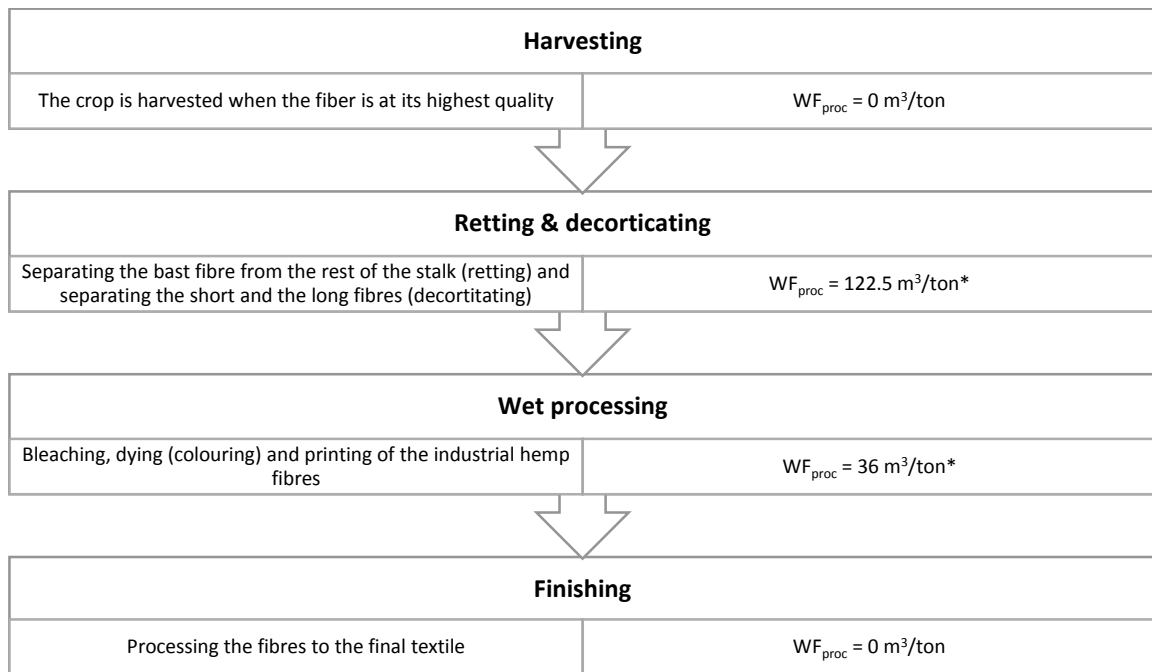 Harvesting
The crop is harvested when the fiber is at its highest quality
WFproc = 0 m³/ton
Retting & decorticating
Separating the bast fibre from the rest of the stalk (retting) and
separating the short and the long fibres (decortitating)
WFproc = 122.5 m³/ton*
Wet processing
Bleaching, dying (colouring) and printing of the industrial hemp
fibres
WFproc = 36 m³/ton*
Finishing
Processing the fibres to the final textile
WFproc = 0 m³/ton